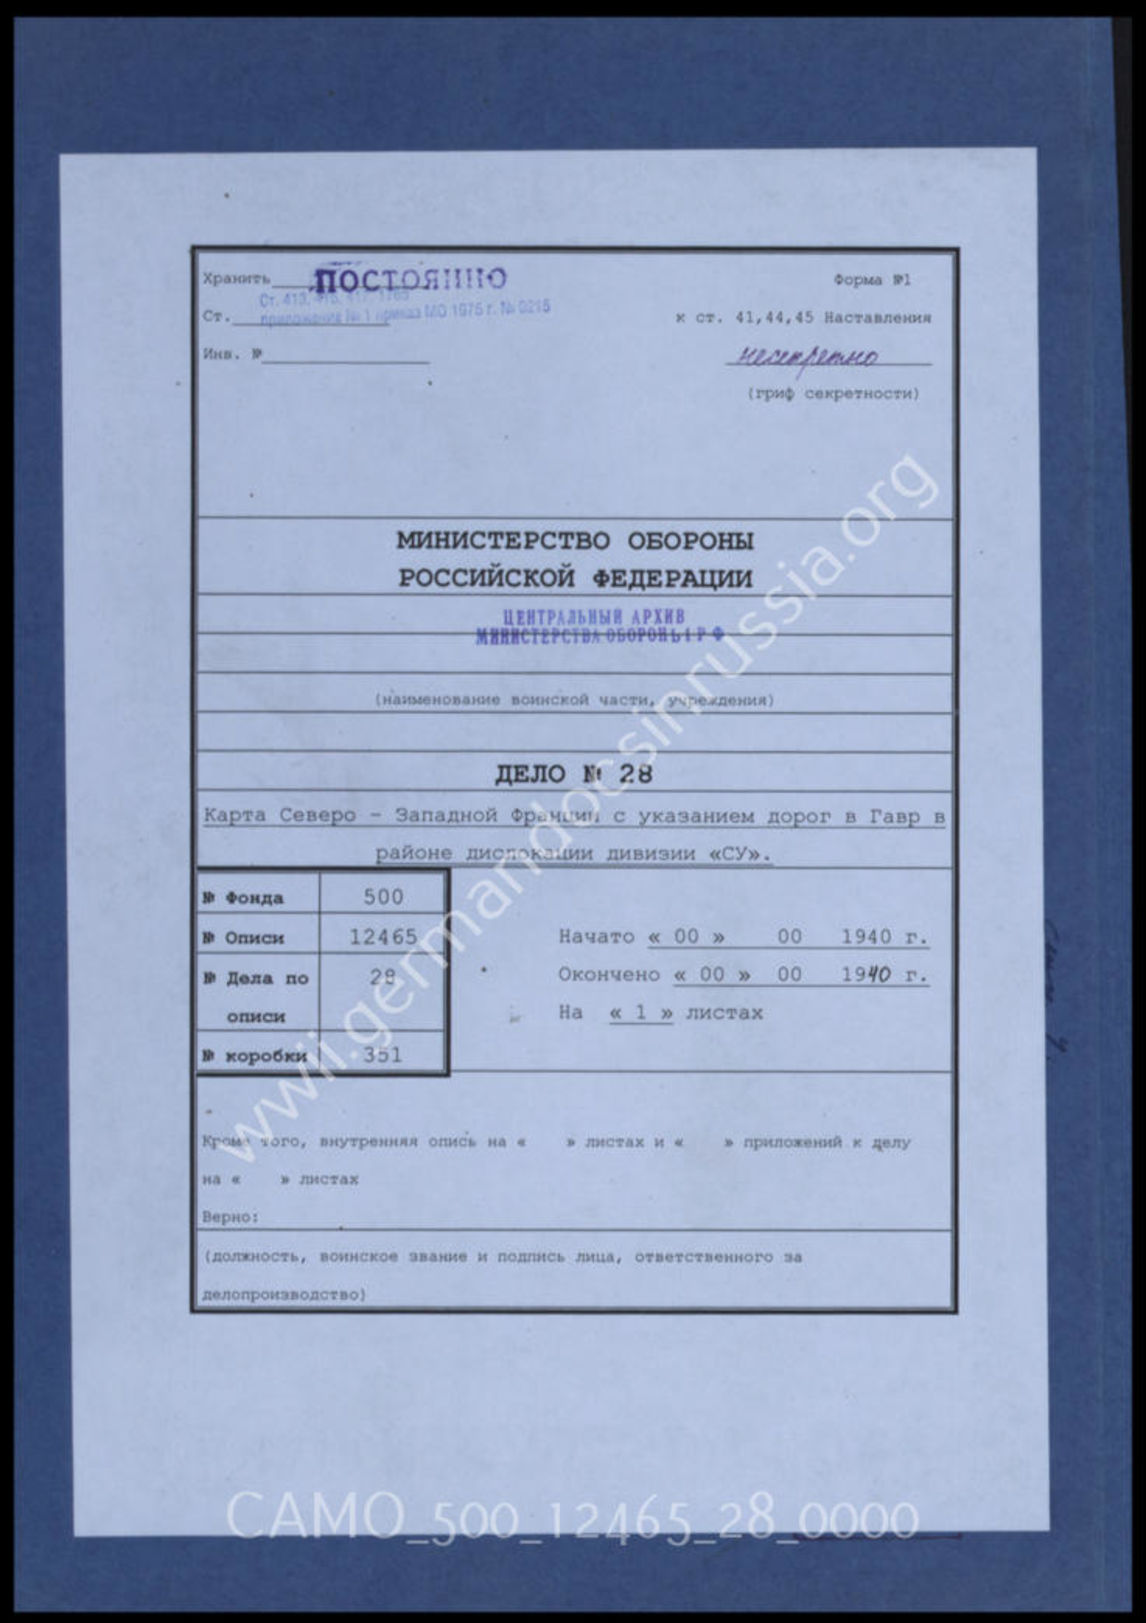 Хранить ПОСТОЯННО
Форма №1
Ст. 413, 415, 417, 1785
Ст. приложения № 1 приказ МО 1975 г. № 0215
к ст. 41,44,45 Наставления
Инв. №
несекретно
(гриф секретности)
МИНИСТЕРСТВО ОБОРОНЫ
РОССИЙСКОЙ ФЕДЕРАЦИИ
ЦЕНТРАЛЬНЫЙ АРХИВ
МИНИСТЕРСТВА ОБОРОНЫ РФ
(наименование воинской части, учреждения)
ДЕЛО № 28
Карта Северо - Западной Франции с указанием дорог в Гавр в
районе дислокации дивизии «СУ».
№ Фонда 500
№ Описи 12465
№ Дела по описи 28
№ коробки 351
Начато « 00 » 00 1940 г.
Окончено « 00 » 00 1940 г.
На « 1 » листах
Кроме того, внутренняя опись на « » листах и « » приложений к делу
на « » листах
Верно:
(должность, воинское звание и подпись лица, ответственного за
делопроизводство)
wwii.germandocsinrussia.org
CAMO_500_12465_28_0000